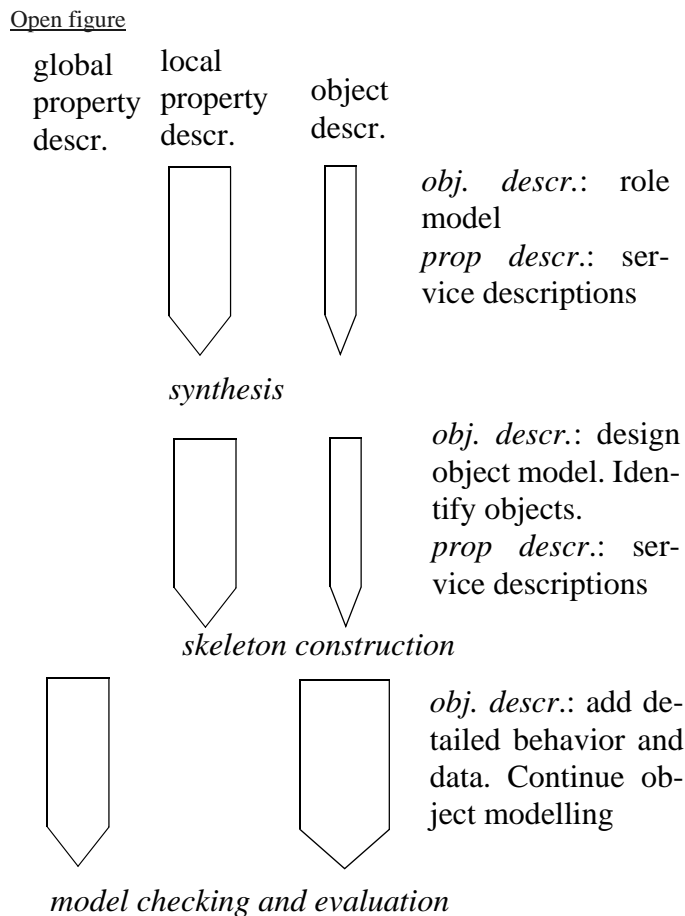 Open figure
global
property
descr.
local
property
descr.
object
descr.
obj. descr.: role
model
prop descr.: ser-
vice descriptions
synthesis
obj. descr.: design
object model. Iden-
tify objects.
prop descr.: ser-
vice descriptions
skeleton construction
obj. descr.: add de-
tailed behavior and
data. Continue ob-
ject modelling
model checking and evaluation